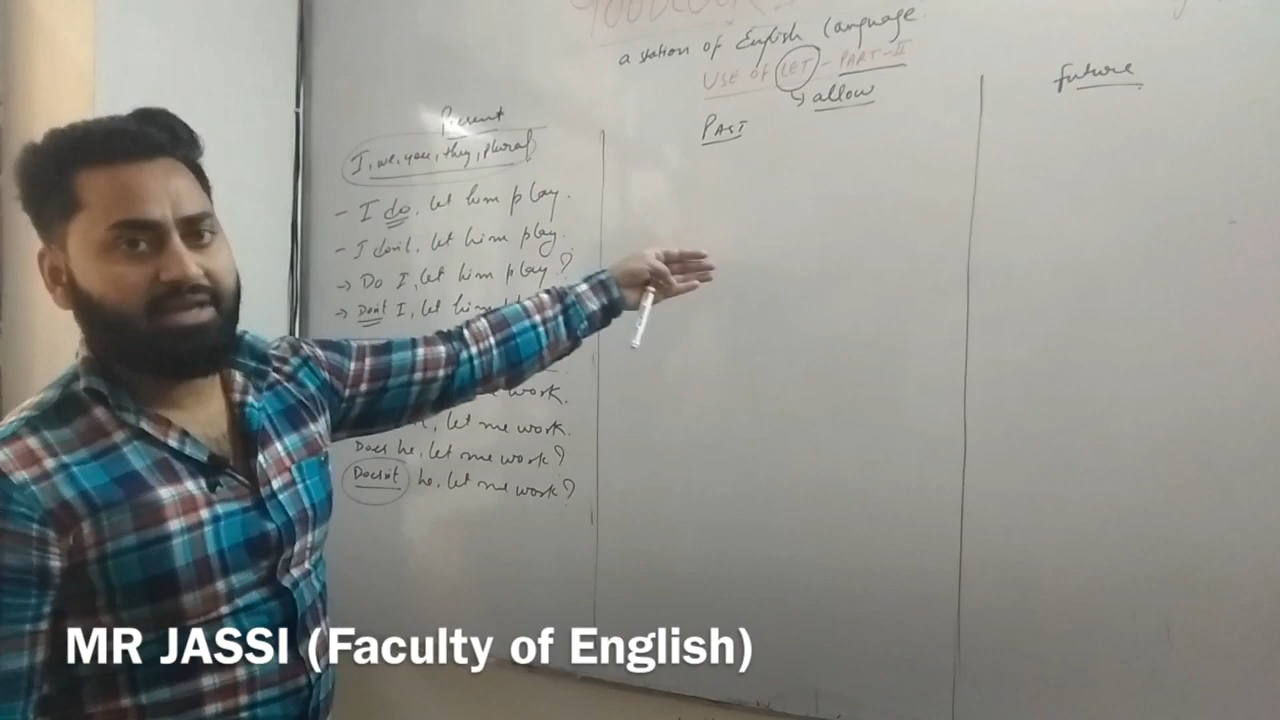 a station of English Language
USE OF LET - PART-II
allow
Present
I, we, you, they, plural
- I do, let him play.
- I don't, let him play.
→ Do I, let him play?
→ Don't I, let him
work.
, let me work.
Does he, let me work?
Doesn't he, let me work?
PAST
future
MR JASSI (Faculty of English)